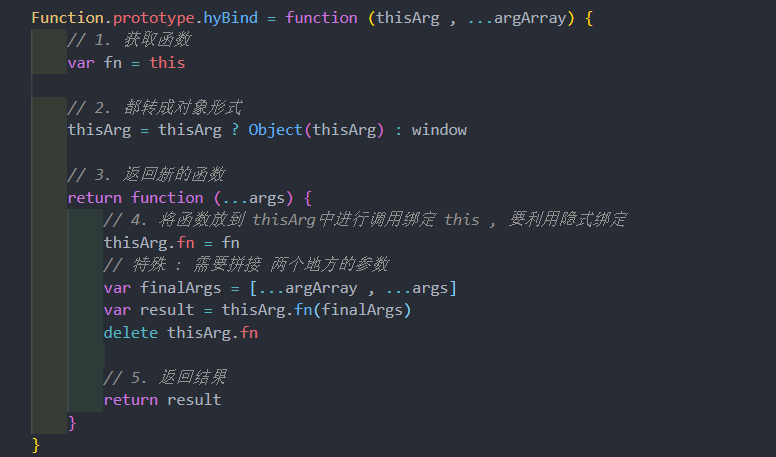 Function.prototype.hyBind = function (thisArg , ...argArray) {
// 1. 获取函数
var fn = this
// 2. 都转成对象形式
thisArg = thisArg ? Object(thisArg) : window
// 3. 返回新的函数
return function (...args) {
// 4. 将函数放到 thisArg中进行调用绑定 this , 要利用隐式绑定
thisArg.fn = fn
// 特殊 : 需要拼接 两个地方的参数
var finalArgs = [...argArray , ...args]
var result = thisArg.fn(finalArgs)
delete thisArg.fn
// 5. 返回结果
return result
}
}